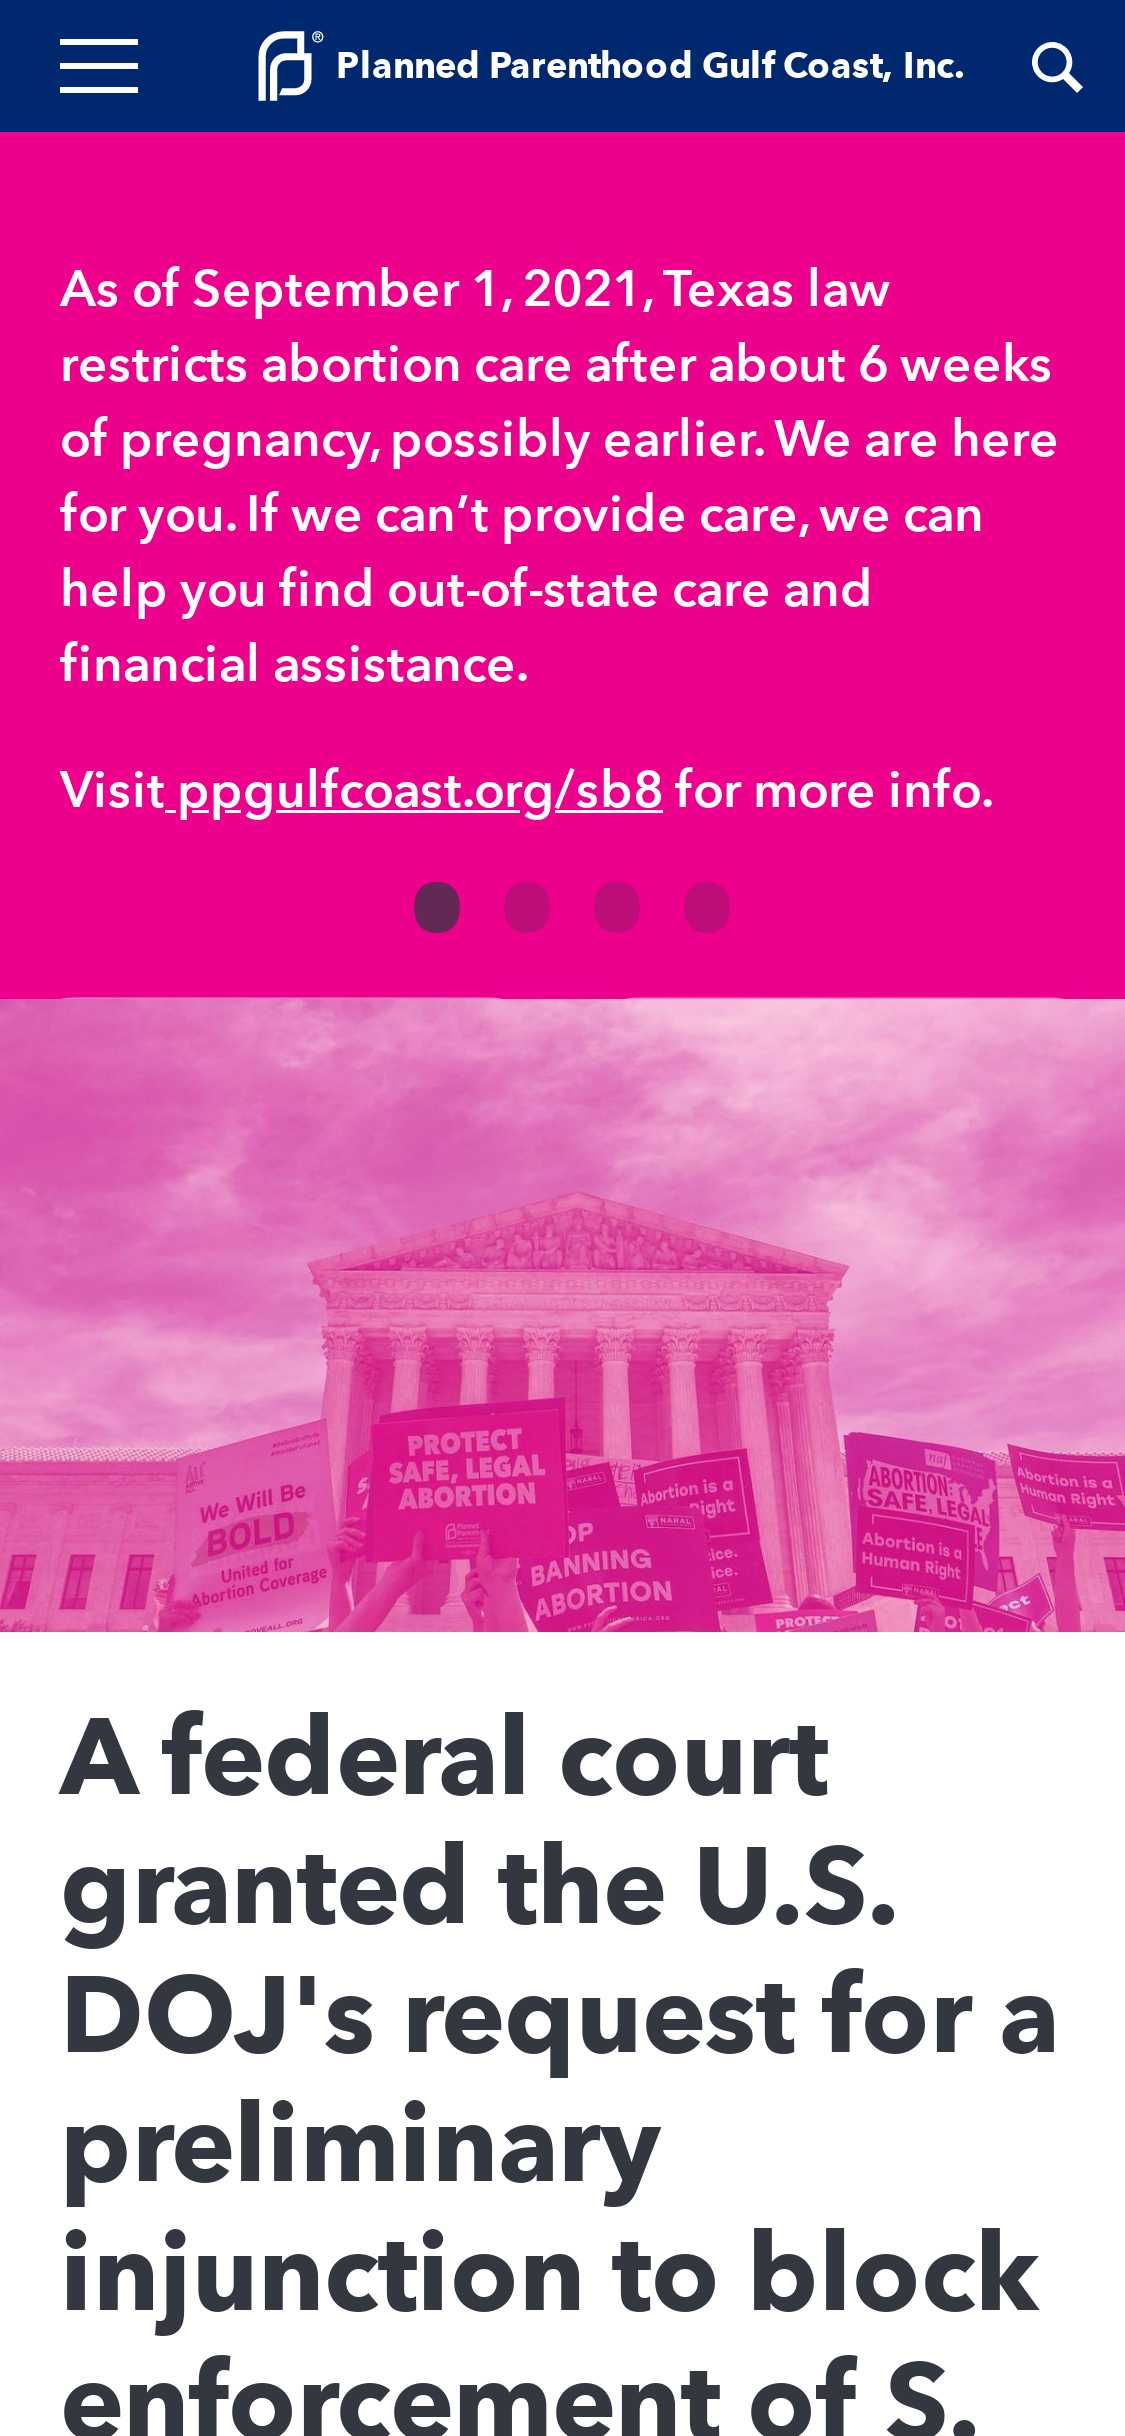 Planned Parenthood Gulf Coast, Inc.
As of September 1, 2021, Texas law
restricts abortion care after about 6 weeks
of pregnancy, possibly earlier. We are here
for you. If we can’t provide care, we can
help you find out-of-state care and
financial assistance.
Visit ppgulfcoast.org/sb8 for more info.
We Will Be
BOLD
United for
Abortion Coverage
PROTECT
SAFE, LEGAL
ABORTION
BANNING
ABORTION
Abortion is a
Right
NARAL
ABORTION:
SAFE, LEGAL
Abortion is a
Human Right
NARAL
Abortion is a
Human Right
NARAL
PROTECT
A federal court
granted the U.S.
DOJ's request for a
preliminary
injunction to block
enforcement of S.